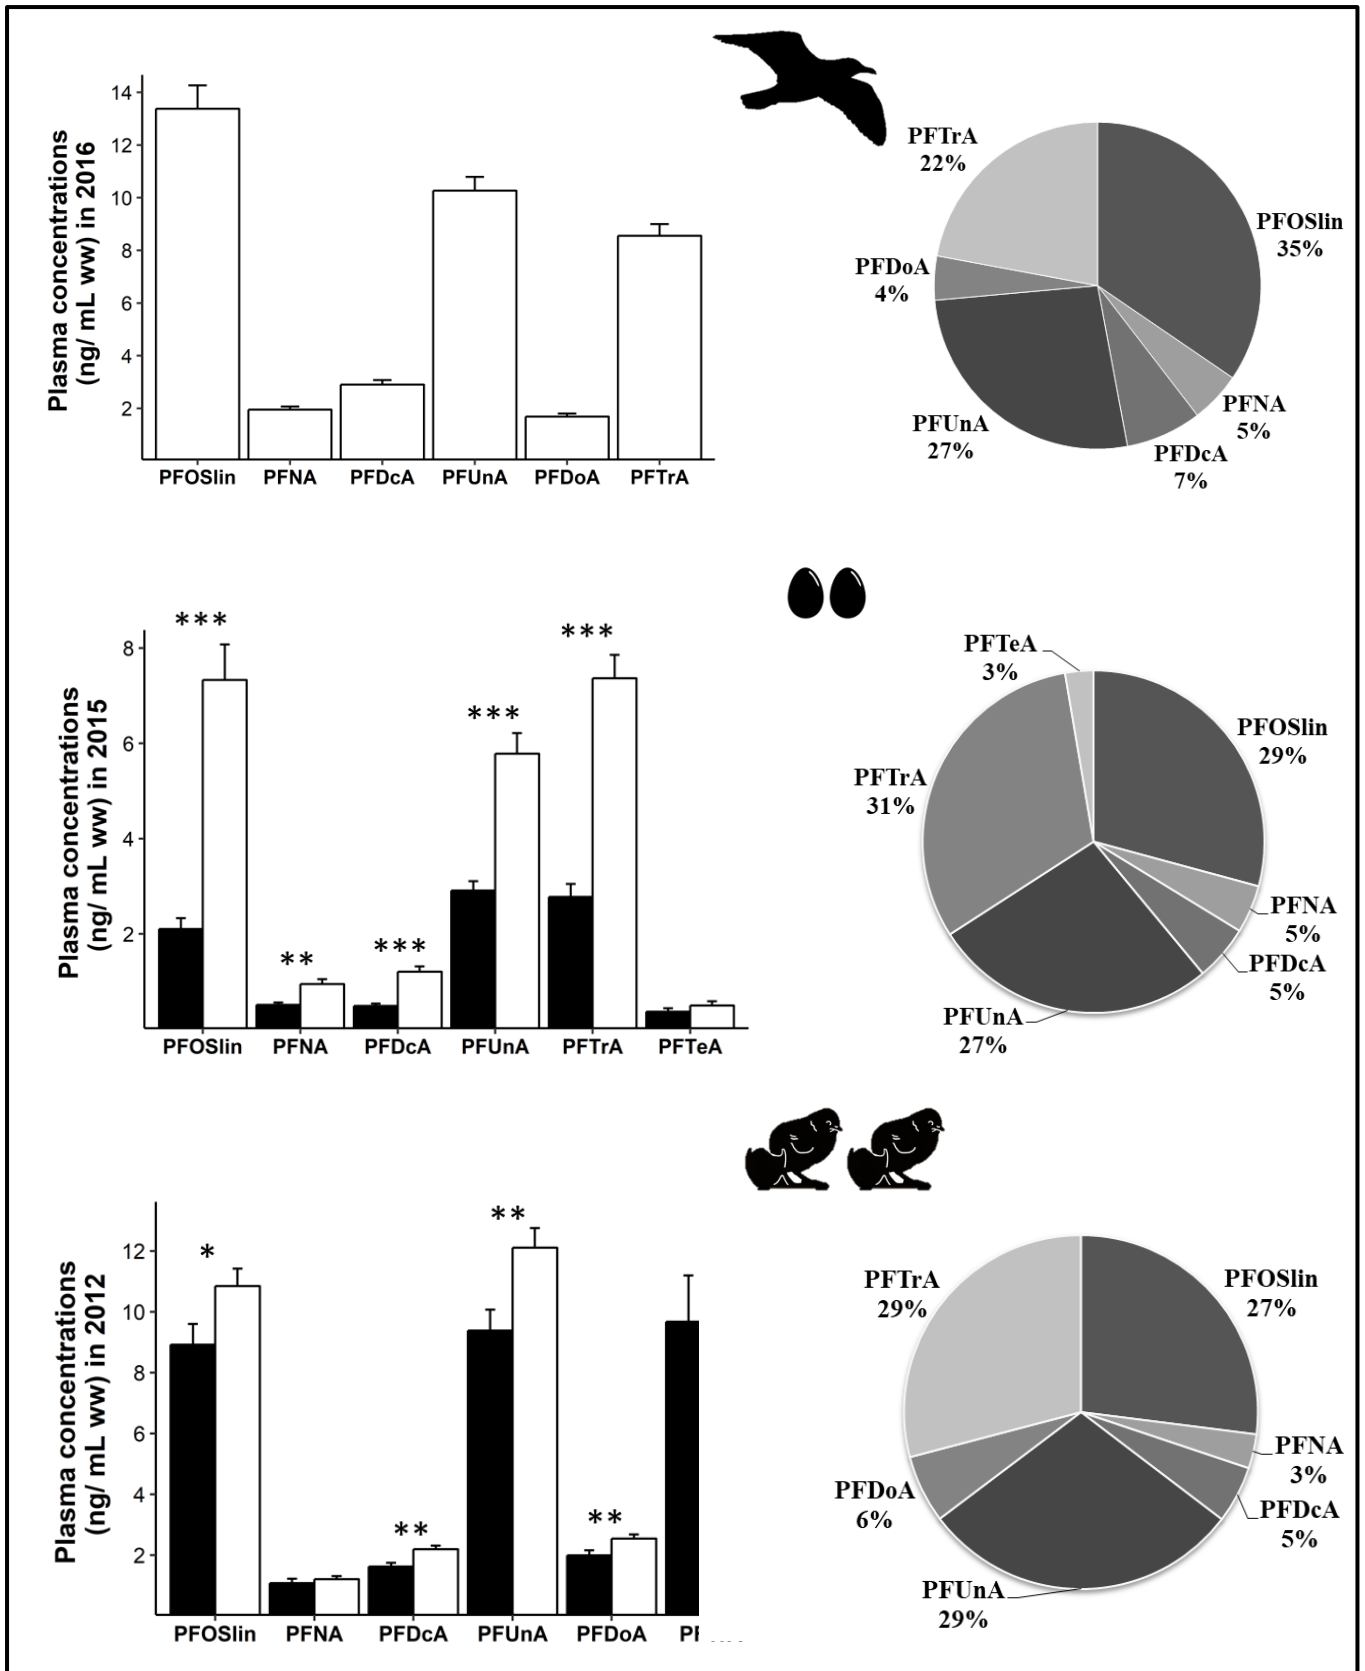 Plasma concentrations
(ng/ mL ww) in 2016
14
12
10
8
6
4
2
PFOSlin PFNA PFDcA PFUnA PFDoA PFTrA
PFTrA
22%
PFOSlin
35%
PFDoA
4%
PFUnA
27%
PFNA
5%
PFDcA
7%
Plasma concentrations
(ng/ mL ww) in 2015
8
6
4
2
***
**
***
***
***
PFOSlin PFNA PFDcA PFUnA PFTrA PFTeA
PFTeA
3%
PFOSlin
29%
PFTrA
31%
PFNA
5%
PFDcA
5%
PFUnA
27%
Plasma concentrations
(ng/ mL ww) in 2012
12
10
8
6
4
2
*
**
**
**
PFOSlin PFNA PFDcA PFUnA PFDoA
PFTrA
29%
PFOSlin
27%
PFNA
3%
PFDcA
5%
PFDoA
6%
PFUnA
29%